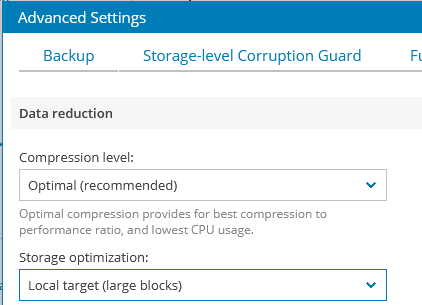 Advanced Settings
Backup Storage-level Corruption Guard
Data reduction
Compression level:
Optimal (recommended)
Optimal compression provides for best compression to
performance ratio, and lowest CPU usage.
Storage optimization:
Local target (large blocks)